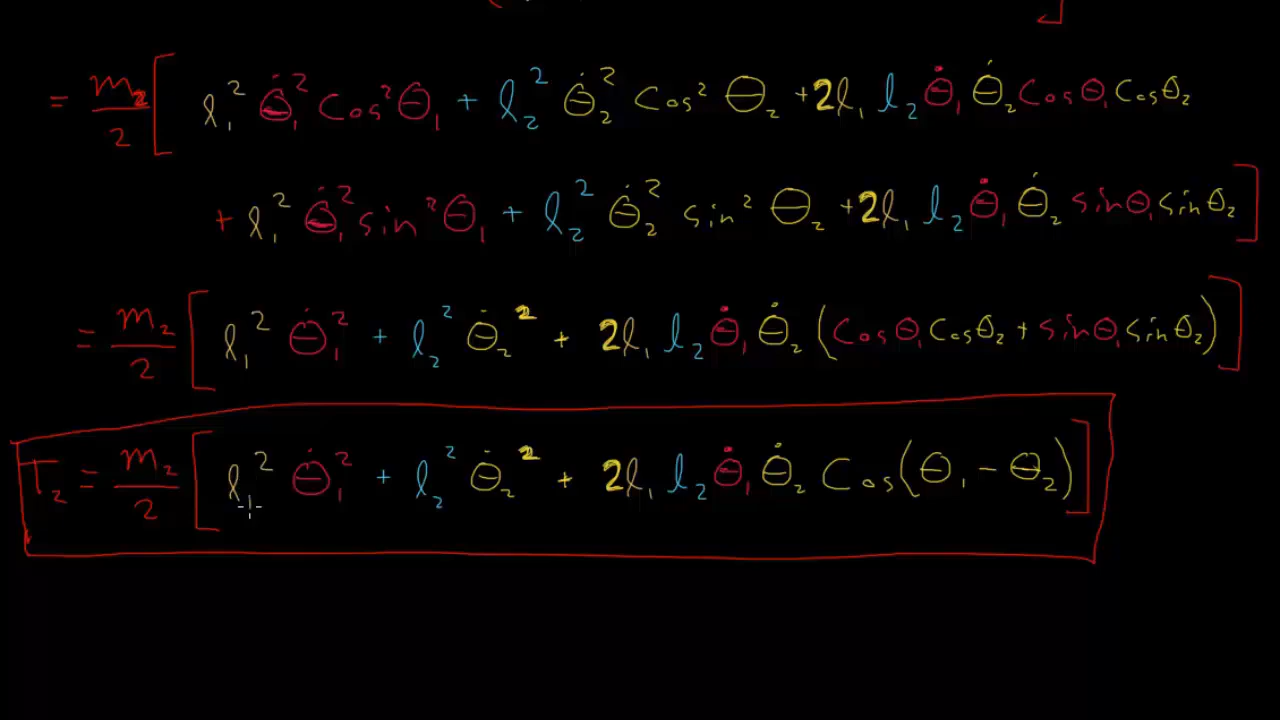 = m₂/2 [ l₁² θ̇₁² Cos² θ₁ + l₂² θ̇₂² Cos² θ₂ + 2l₁ l₂ θ̇₁ θ̇₂ Cos θ₁ Cos θ₂
+ l₁² θ̇₁² sin² θ₁ + l₂² θ̇₂² sin² θ₂ + 2l₁ l₂ θ̇₁ θ̇₂ sin θ₁ sin θ₂ ]
= m₂/2 [ l₁² θ̇₁² + l₂² θ̇₂² + 2l₁ l₂ θ̇₁ θ̇₂ (Cos θ₁ Cos θ₂ + sin θ₁ sin θ₂) ]
T₂ = m₂/2 [ l₁² θ̇₁² + l₂² θ̇₂² + 2l₁ l₂ θ̇₁ θ̇₂ Cos(θ₁ - θ₂) ]